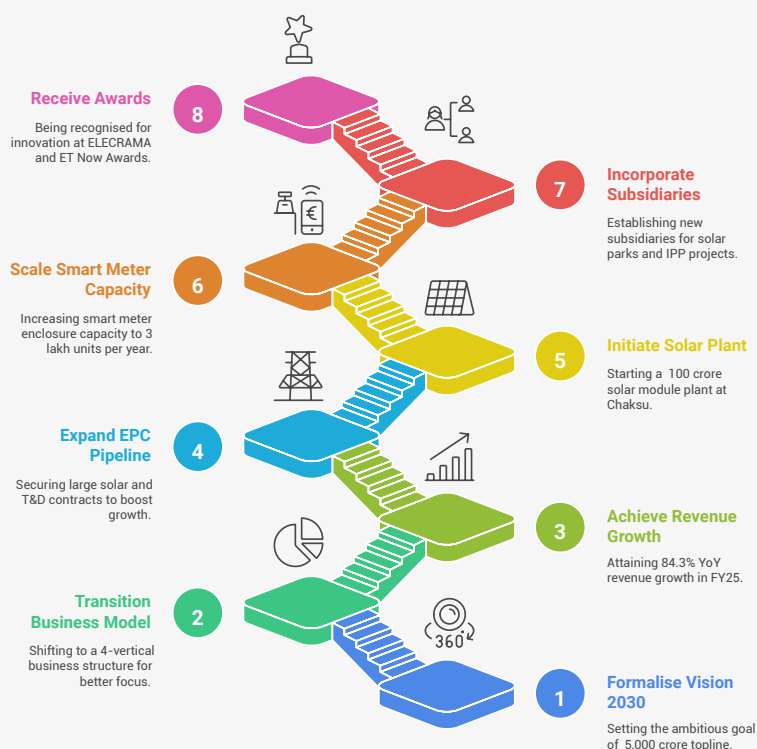 Receive Awards
8
Being recognised for
innovation at ELECRAMA
and ET Now Awards.
7
Incorporate
Subsidiaries
Establishing new
subsidiaries for solar
parks and IPP projects.
€
Scale Smart Meter
Capacity
6
Increasing smart meter
enclosure capacity to 3
lakh units per year.
5
Initiate Solar Plant
Starting a 100 crore
solar module plant at
Chaksu.
Expand EPC
Pipeline
4
Securing large solar and
T&D contracts to boost
growth.
3
Achieve Revenue
Growth
Attaining 84.3% YoY
revenue growth in FY25.
Transition
Business Model
2
Shifting to a 4-vertical
business structure for
better focus.
360°
1
Formalise Vision
2030
Setting the ambitious goal
of 5,000 crore topline.